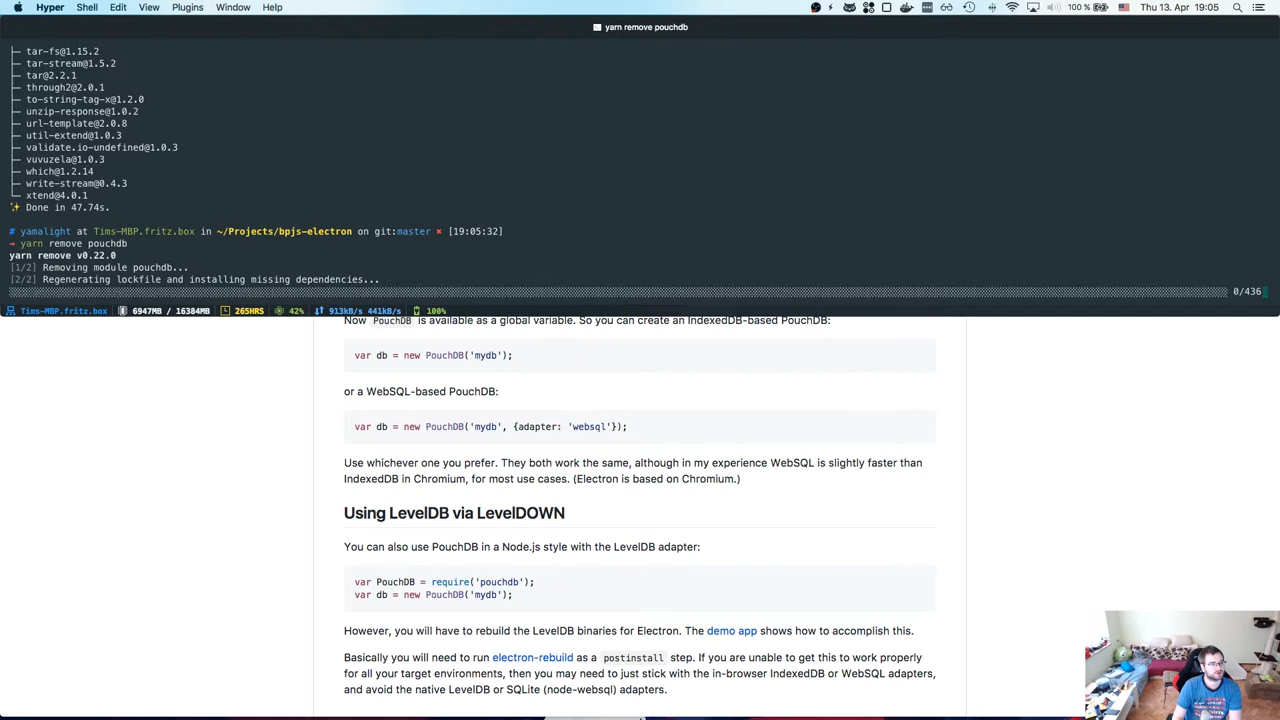 Hyper Shell Edit View Plugins Window Help 100 % Thu 13. Apr 19:05
yarn remove pouchdb
├─ tar-fs@1.15.2
├─ tar-stream@1.5.2
├─ tar@2.2.1
├─ through2@2.0.1
├─ to-string-tag-x@1.2.0
├─ unzip-response@1.0.2
├─ url-template@2.0.8
├─ util-extend@1.0.3
├─ validate.io-undefined@1.0.3
├─ vuvuzela@1.0.3
├─ which@1.2.14
├─ write-stream@0.4.3
└─ xtend@4.0.1
✨ Done in 47.74s.
# yamalight at Tims-MBP.fritz.box in ~/Projects/bpjs-electron on git:master ✖ [19:05:32]
→ yarn remove pouchdb
yarn remove v0.22.0
[1/2] Removing module pouchdb...
[2/2] Regenerating lockfile and installing missing dependencies...
0/436
Tims-MBP.fritz.box 6947MB / 16384MB 265HRS 42% 913kB/s 441kB/s 100%
Now PouchDB is available as a global variable. So you can create an IndexedDB-based PouchDB:
var db = new PouchDB('mydb');
or a WebSQL-based PouchDB:
var db = new PouchDB('mydb', {adapter: 'websql'});
Use whichever one you prefer. They both work the same, although in my experience WebSQL is slightly faster than
IndexedDB in Chromium, for most use cases. (Electron is based on Chromium.)
Using LevelDB via LevelDOWN
You can also use PouchDB in a Node.js style with the LevelDB adapter:
var PouchDB = require('pouchdb');
var db = new PouchDB('mydb');
However, you will have to rebuild the LevelDB binaries for Electron. The demo app shows how to accomplish this.
Basically you will need to run electron-rebuild as a postinstall step. If you are unable to get this to work properly
for all your target environments, then you may need to just stick with the in-browser IndexedDB or WebSQL adapters,
and avoid the native LevelDB or SQLite (node-websql) adapters.